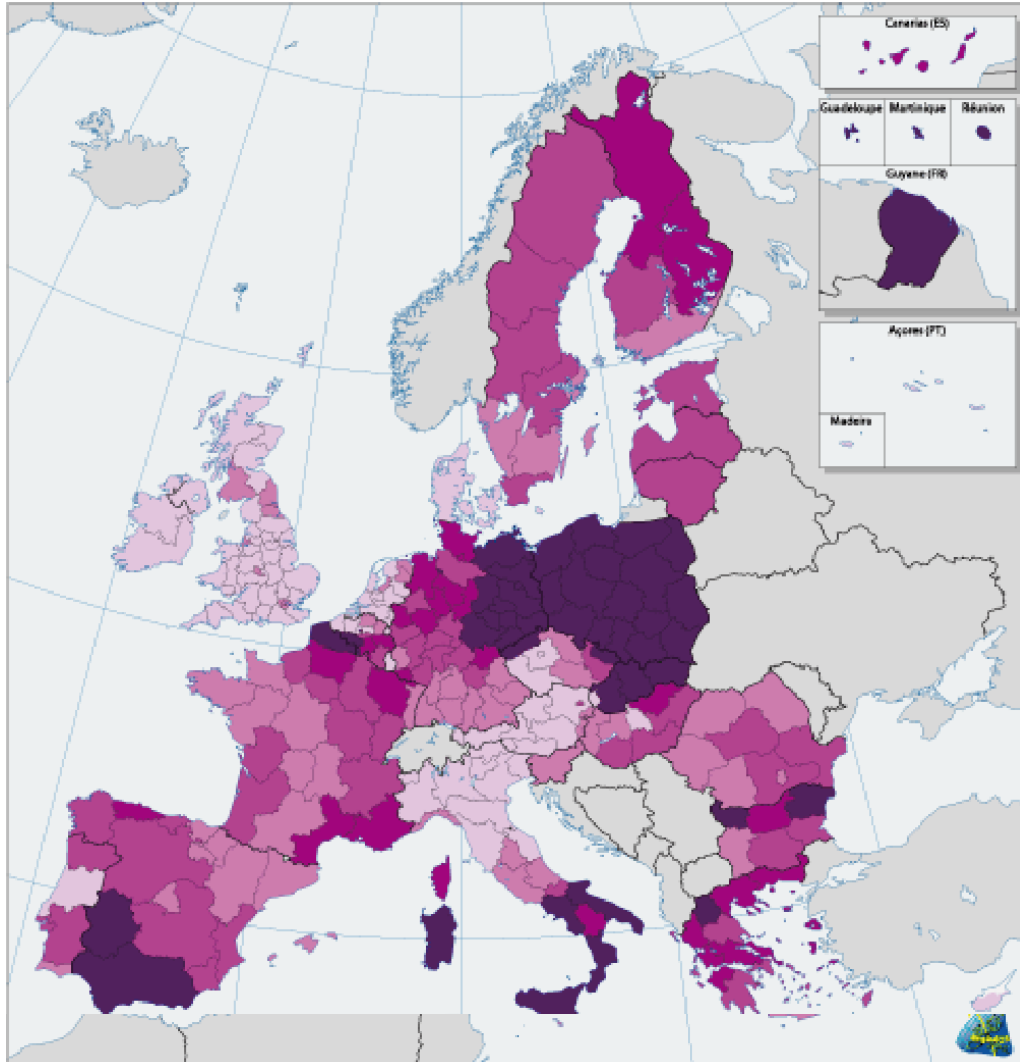 Canarias (ES)
Guadeloupe
Martinique
Réunion
Guyane (FR)
Açores (PT)
Madeira